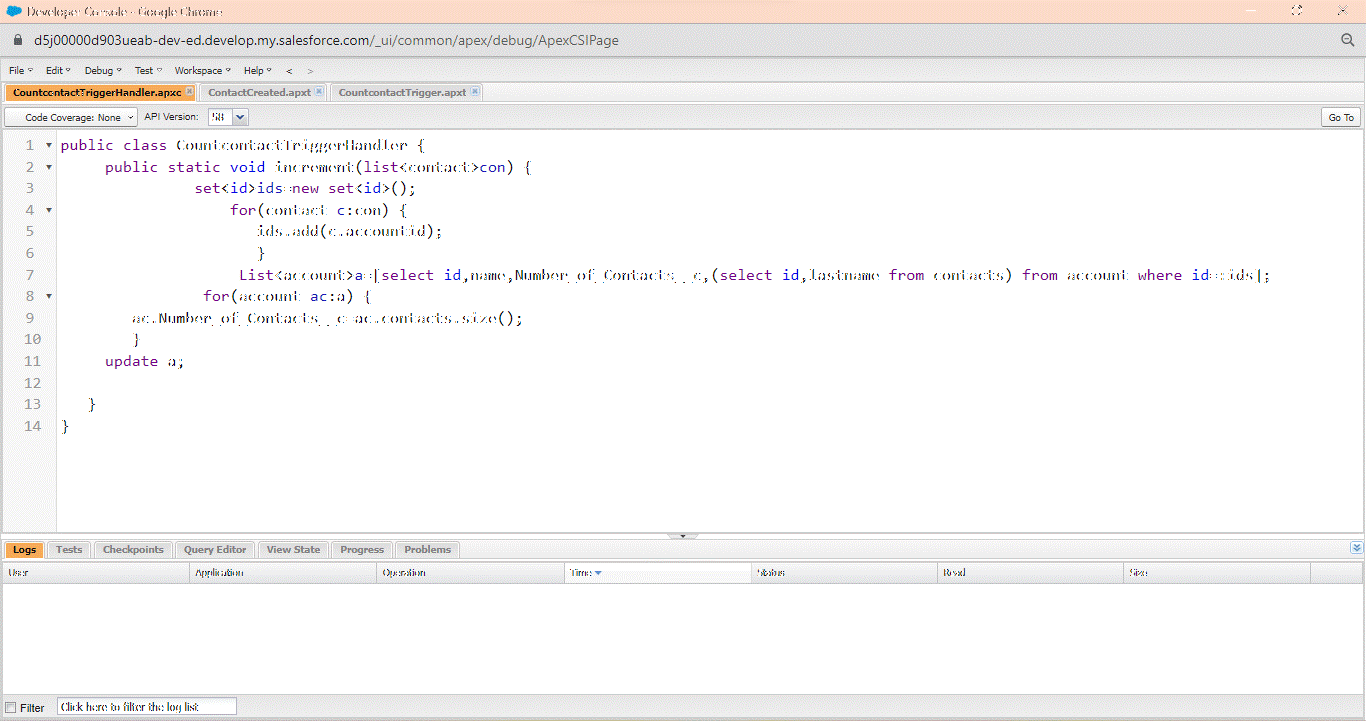 Developer Console - Google Chrome
d5j00000d903ueab-dev-ed.develop.my.salesforce.com/_ui/common/apex/debug/ApexCSIPage
File Edit Debug Test Workspace Help < >
CountcontactTriggerHandler.apxc ContactCreated.apxt CountcontactTrigger.apxt
Code Coverage: None API Version: 58 Go To
1 public class CountcontactTriggerHandler {
2 public static void increment(list<contact>con) {
3 set<id>ids=new set<id>();
4 for(contact c:con) {
5 ids.add(c.accountid);
6 }
7 List<account>a=[select id,name,Number_of_Contacts__c,(select id,lastname from contacts) from account where id=:ids];
8 for(account ac:a) {
9 ac.Number_of_Contacts__c=ac.contacts.size();
10 }
11 update a;
12
13 }
14 }
Logs Tests Checkpoints Query Editor View State Progress Problems
User Application Operation Time Status Read Size
Filter Click here to filter the log list